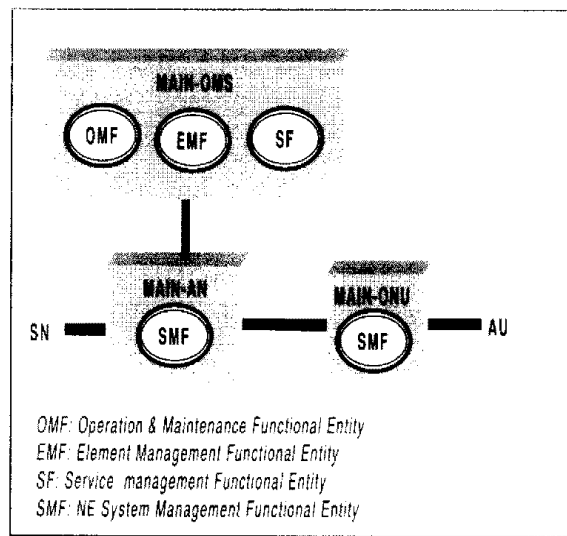 MAIN-OMS
OMF EMF SF
MAIN-AN
MAIN-ONU
SN SMF SMF AU
OMF: Operation & Maintenance Functional Entity
EMF: Element Management Functional Entity
SF: Service management Functional Entity
SMF: NE System Management Functional Entity